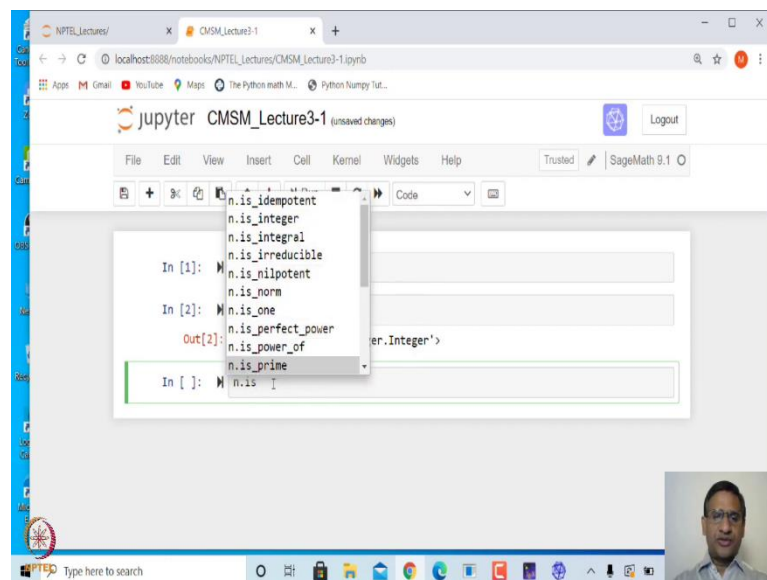 NPTEL_Lectures/
CMSM_Lecture3-1
localhost:8888/notebooks/NPTEL_Lectures/CMSM_Lecture3-1.ipynb
M
Apps Gmail YouTube Maps The Python math M... Python Numpy Tut...
jupyter CMSM_Lecture3-1 (unsaved changes)
Logout
File Edit View Insert Cell Kernel Widgets Help
Trusted SageMath 9.1
Code
n.is_idempotent
n.is_integer
n.is_integral
n.is_irreducible
n.is_nilpotent
n.is_norm
n.is_one
n.is_perfect_power
n.is_power_of
n.is_prime
In [1]:
In [2]:
Out[2]: er.Integer'>
In [ ]: n.is
NPTEL
Type here to search